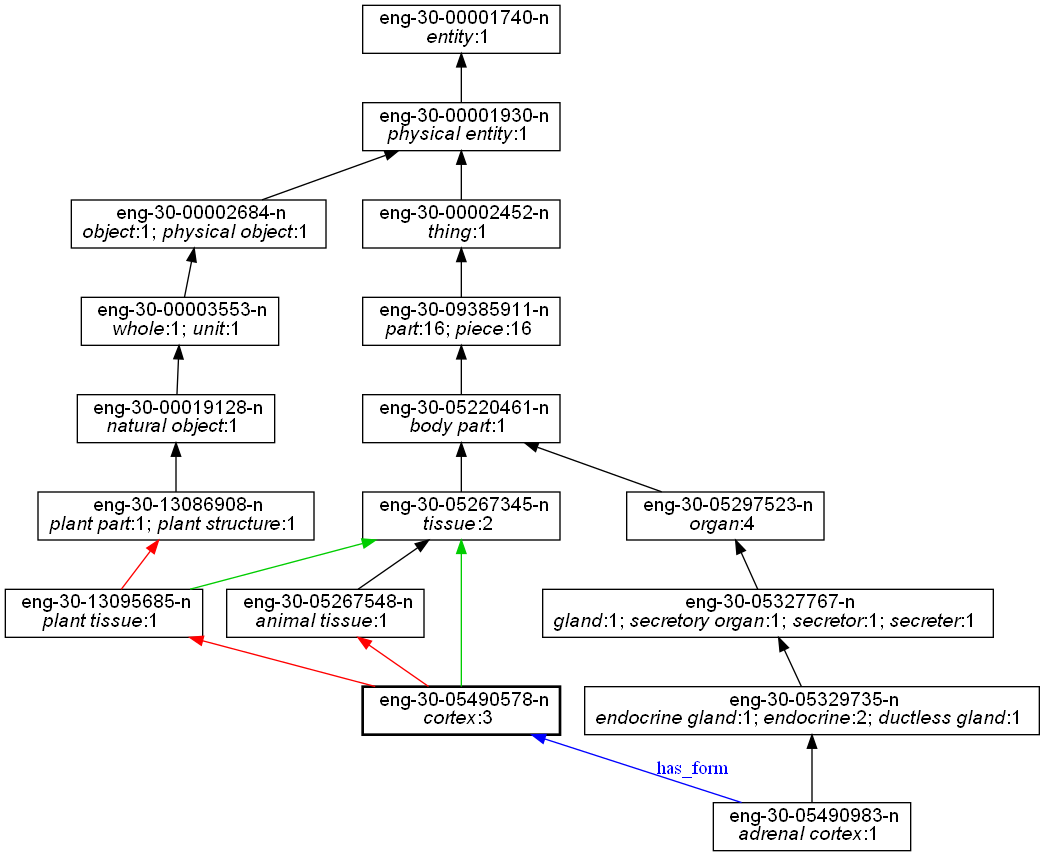 eng-30-00001740-n
entity:1
eng-30-00001930-n
physical entity:1
eng-30-00002684-n
object:1; physical object:1
eng-30-00002452-n
thing:1
eng-30-00003553-n
whole:1; unit:1
eng-30-09385911-n
part:16; piece:16
eng-30-00019128-n
natural object:1
eng-30-05220461-n
body part:1
eng-30-13086908-n
plant part:1; plant structure:1
eng-30-05267345-n
tissue:2
eng-30-05297523-n
organ:4
eng-30-13095685-n
plant tissue:1
eng-30-05267548-n
animal tissue:1
eng-30-05327767-n
gland:1; secretory organ:1; secretor:1; secreter:1
eng-30-05490578-n
cortex:3
eng-30-05329735-n
endocrine gland:1; endocrine:2; ductless gland:1
has_form
eng-30-05490983-n
adrenal cortex:1